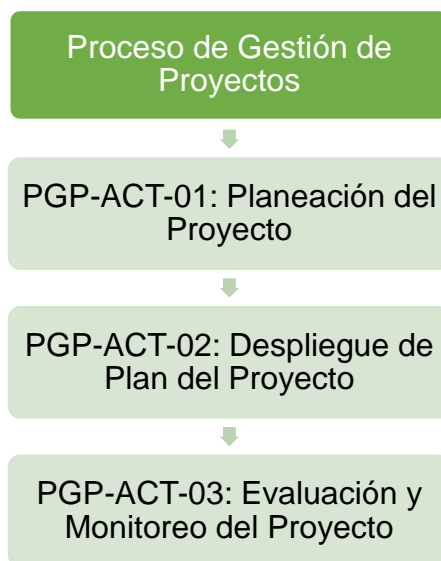 Proceso de Gestión de
Proyectos
PGP-ACT-01: Planeación del
Proyecto
PGP-ACT-02: Despliegue de
Plan del Proyecto
PGP-ACT-03: Evaluación y
Monitoreo del Proyecto